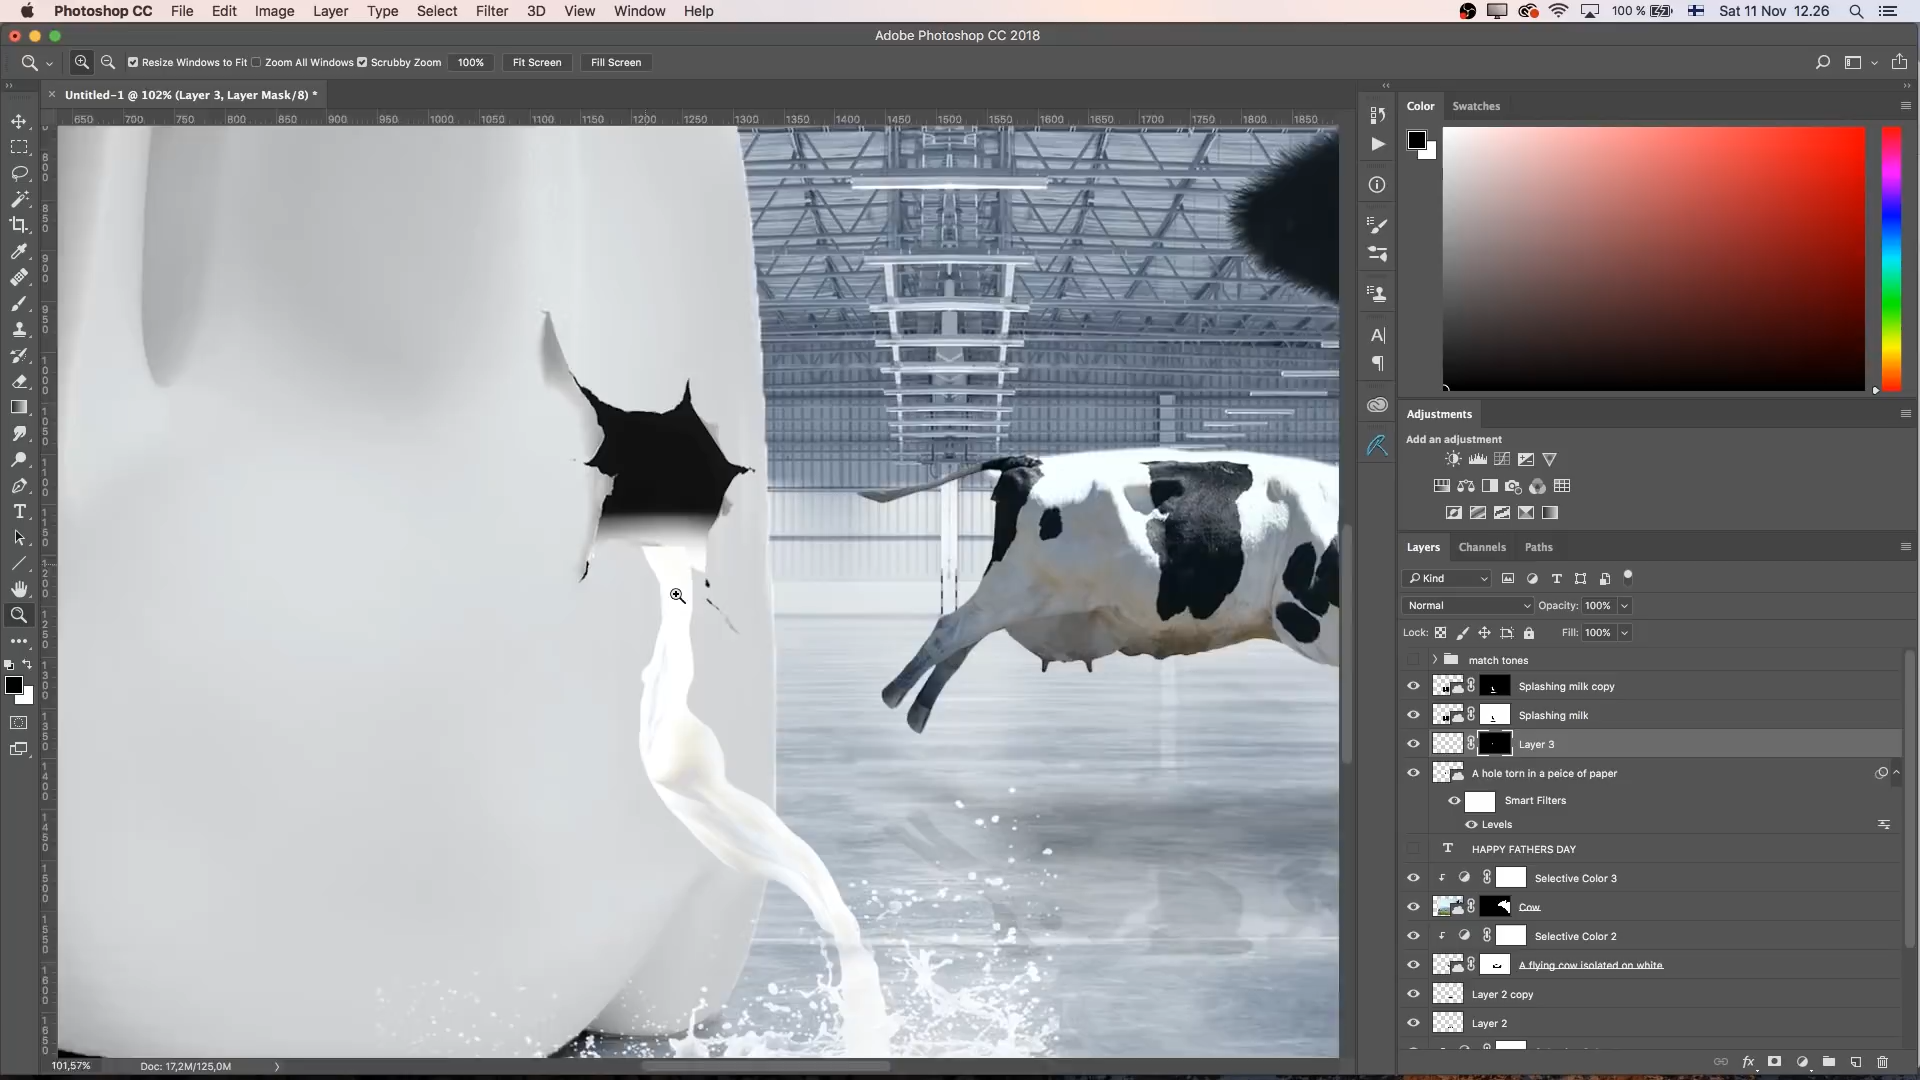 Photoshop CC File Edit Image Layer Type Select Filter 3D View Window Help 100 % Sat 11 Nov 12.26
Adobe Photoshop CC 2018
Resize Windows to Fit Zoom All Windows Scrubby Zoom 100% Fit Screen Fill Screen
Untitled-1 @ 102% (Layer 3, Layer Mask/8) *
650 700 750 800 850 900 950 1000 1050 1100 1150 1200 1250 1300 1350 1400 1450 1500 1550 1600 1650 1700 1750 1800 1850
Color Swatches
Adjustments
Add an adjustment
Layers Channels Paths
Kind
Normal Opacity: 100%
Lock: Fill: 100%
match tones
Splashing milk copy
Splashing milk
Layer 3
A hole torn in a peice of paper
Smart Filters
Levels
T HAPPY FATHERS DAY
Selective Color 3
Cow
Selective Color 2
A flying cow isolated on white
Layer 2 copy
Layer 2
101,57% Doc: 17,2M/125,0M